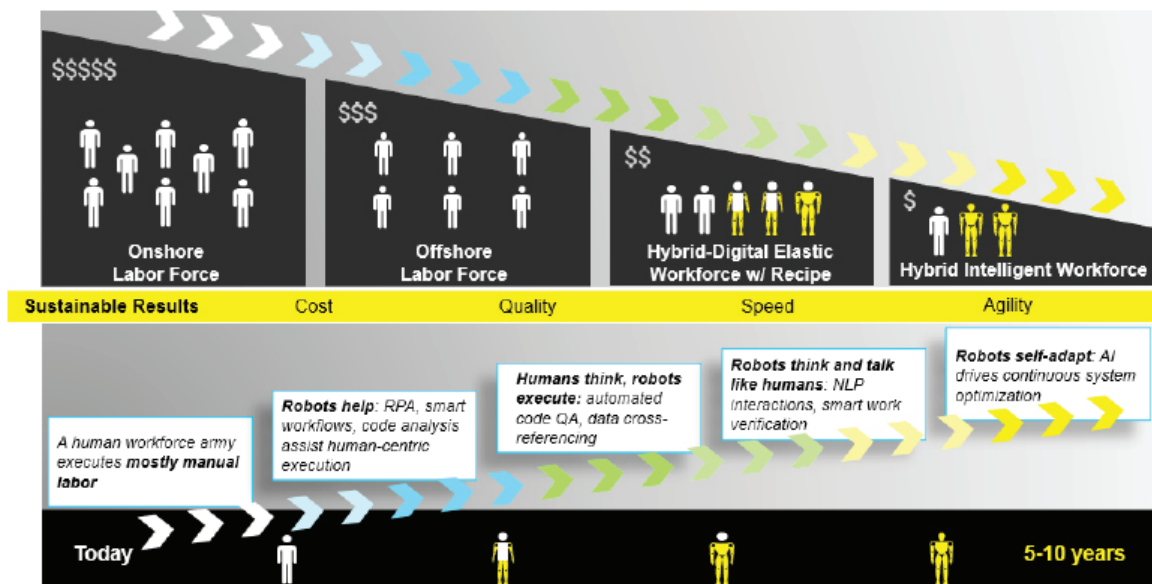 $$$$$
Onshore
Labor Force
$$$
Offshore
Labor Force
$$
Hybrid-Digital Elastic
Workforce w/ Recipe
$
Hybrid Intelligent Workforce
Sustainable Results
Cost
Quality
Speed
Agility
A human workforce army
executes mostly manual
labor
Robots help: RPA, smart
workflows, code analysis
assist human-centric
execution
Humans think, robots
execute: automated
code QA, data cross-
referencing
Robots think and talk
like humans: NLP
interactions, smart work
verification
Robots self-adapt: AI
drives continuous system
optimization
Today
5-10 years